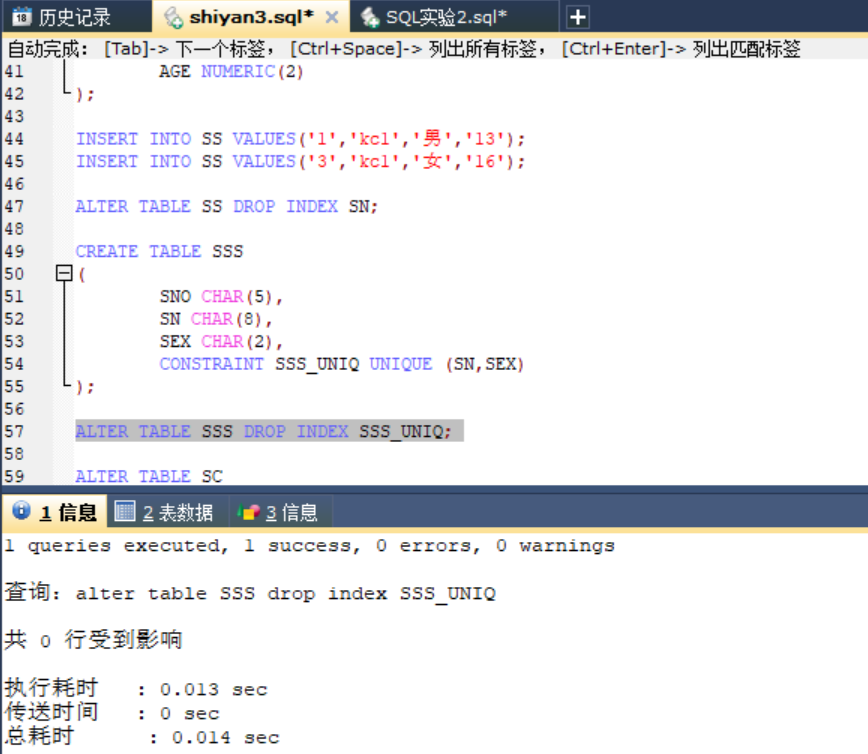 18 历史记录 shiyan3.sql* × SQL实验2.sql* +
自动完成： [Tab]-> 下一个标签， [Ctrl+Space]-> 列出所有标签， [Ctrl+Enter]-> 列出匹配标签
41 AGE NUMERIC(2)
42 );
43
44 INSERT INTO SS VALUES('1','kc1','男','13');
45 INSERT INTO SS VALUES('3','kc1','女','16');
46
47 ALTER TABLE SS DROP INDEX SN;
48
49 CREATE TABLE SSS
50 (
51 SNO CHAR(5),
52 SN CHAR(8),
53 SEX CHAR(2),
54 CONSTRAINT SSS_UNIQ UNIQUE (SN,SEX)
55 );
56
57 ALTER TABLE SSS DROP INDEX SSS_UNIQ;
58
59 ALTER TABLE SC
1 信息 2 表数据 3 信息
1 queries executed, 1 success, 0 errors, 0 warnings
查询: alter table SSS drop index SSS_UNIQ
共 0 行受到影响
执行耗时 : 0.013 sec
传送时间 : 0 sec
总耗时 : 0.014 sec